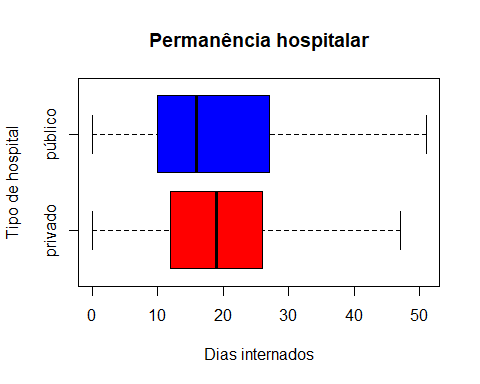 Permanência hospitalar
Tipo de hospital
público
privado
0 10 20 30 40 50
Dias internados